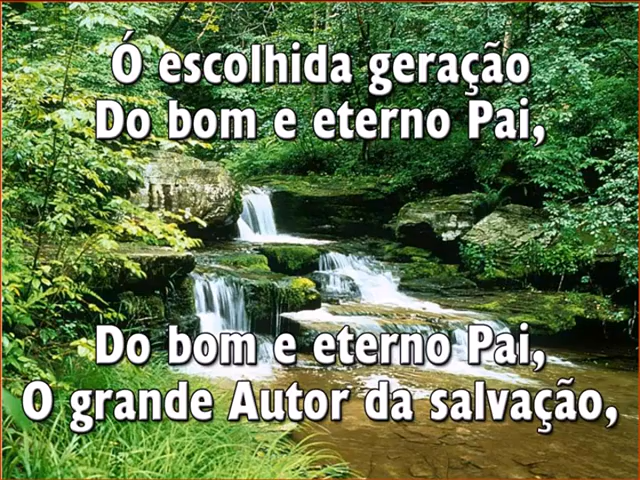 Ó escolhida geração
Do bom e eterno Pai,
Do bom e eterno Pai,
O grande Autor da salvação,